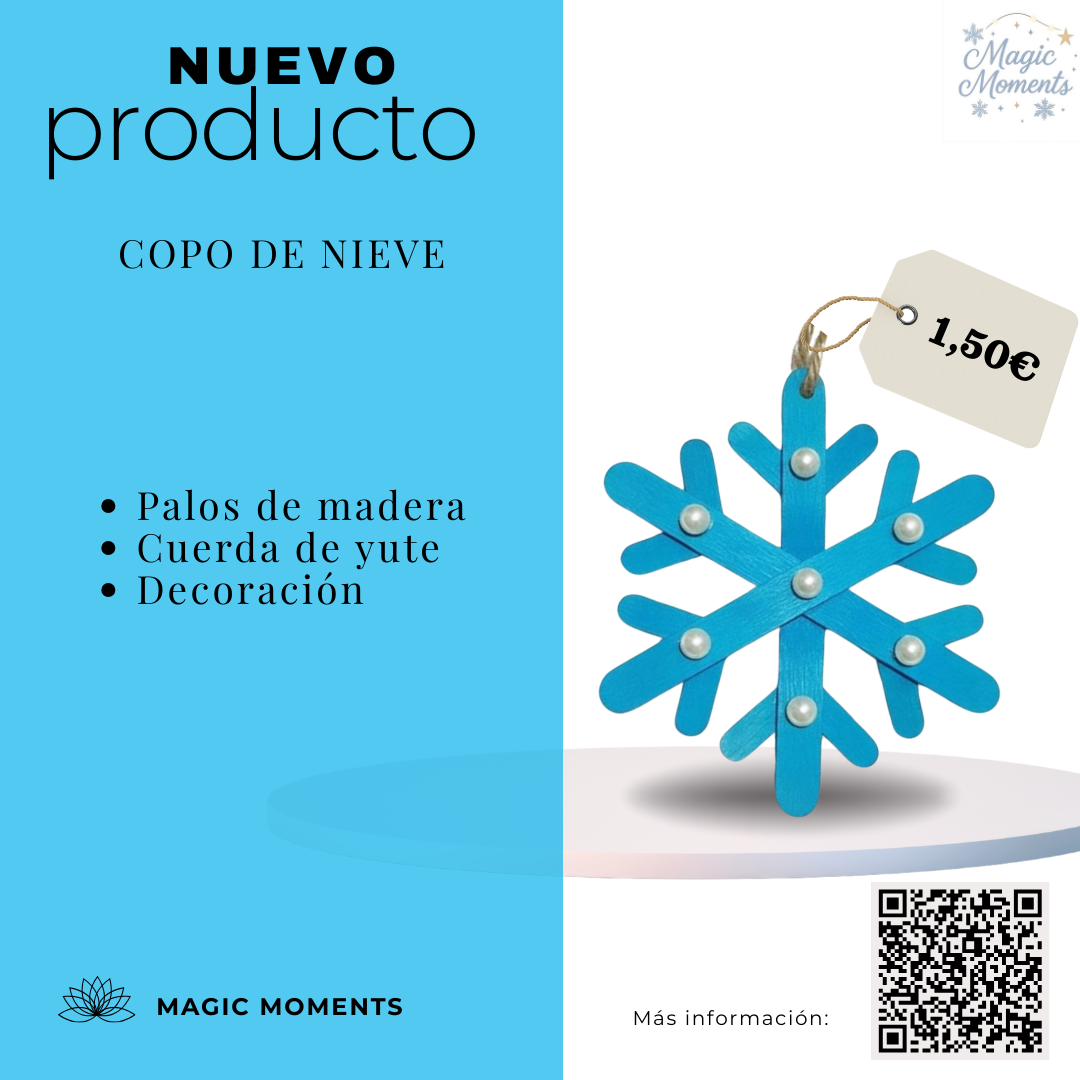 NUEVO
producto
Magic
Moments
COPO DE NIEVE
1,50€
• Palos de madera
• Cuerda de yute
• Decoración
MAGIC MOMENTS
Más información: